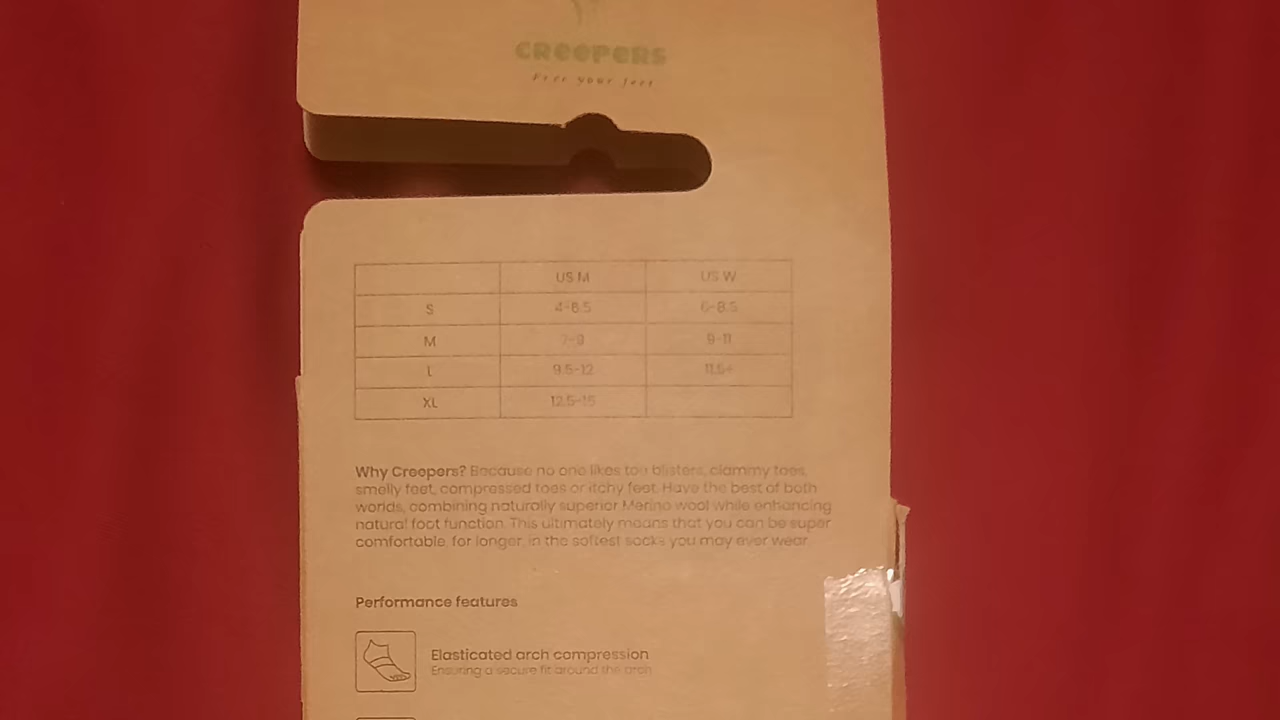 CREEPERS
Free your feet
US M US W
S 4-6.5 6-8.5
M 7-9 9-11
L 9.5-12 11.5+
XL 12.5-15
Why Creepers? Because no one likes toe blisters, clammy toes,
smelly feet, compressed toes or itchy feet. Have the best of both
worlds, combining naturally superior Merino wool while enhancing
natural foot function. This ultimately means that you can be super
comfortable, for longer, in the softest socks you may ever wear.
Performance features
Elasticated arch compression
Ensuring a secure fit around the arch